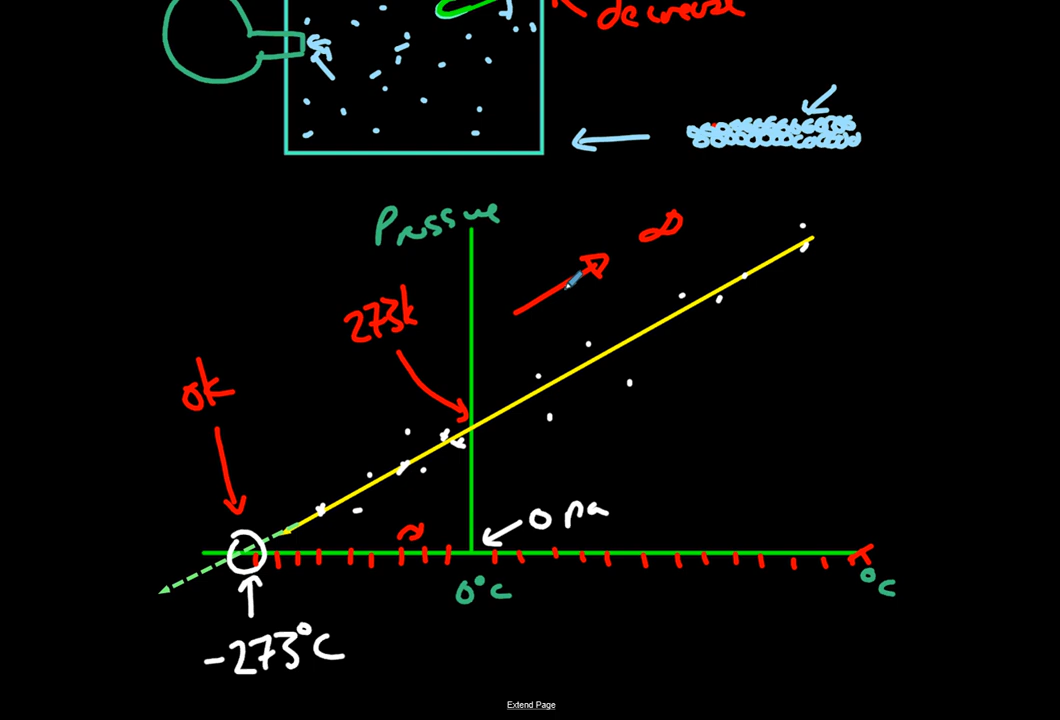 decrease
Pressure
∞
273k
0k
0 pa
0°C
°C
-273°C
Extend Page